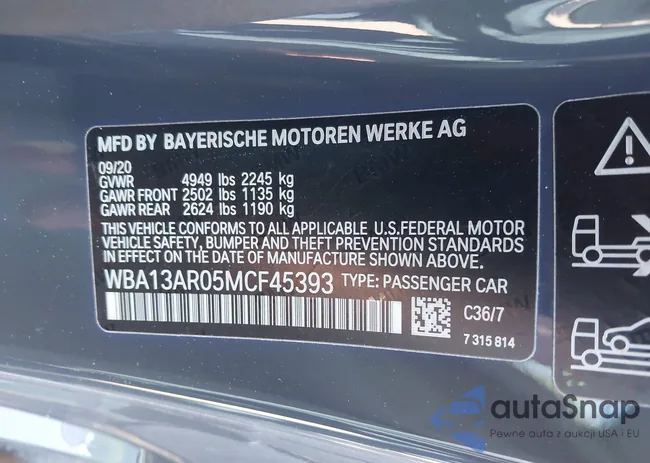 MFD BY BAYERISCHE MOTOREN WERKE AG
09/20
GVWR 4949 lbs 2245 kg
GAWR FRONT 2502 lbs 1135 kg
GAWR REAR 2624 lbs 1190 kg
THIS VEHICLE CONFORMS TO ALL APPLICABLE U.S.FEDERAL MOTOR
VEHICLE SAFETY, BUMPER AND THEFT PREVENTION STANDARDS
IN EFFECT ON THE DATE OF MANUFACTURE SHOWN ABOVE.
WBA13AR05MCF45393 TYPE: PASSENGER CAR
C36/7
7 315 814
autaSnap
Pewne auta z aukcji USA i EU